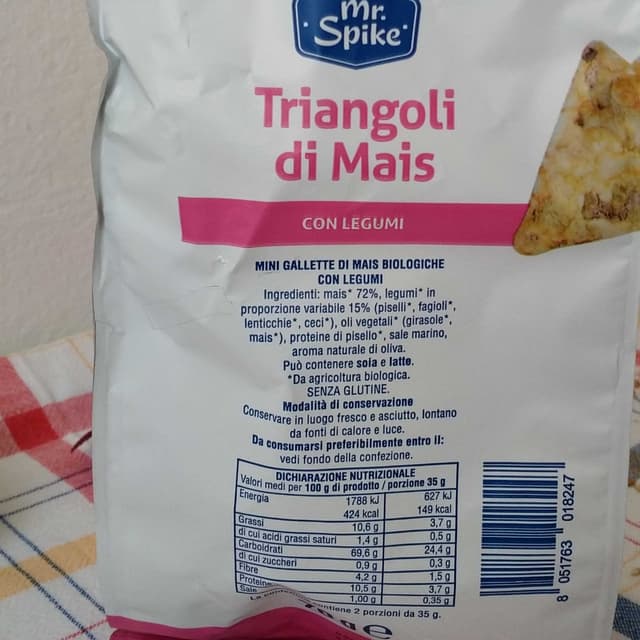 Mr.
Spike
Triangoli
di Mais
CON LEGUMI
MINI GALLETTE DI MAIS BIOLOGICHE
CON LEGUMI
Ingredienti: mais* 72%, legumi* in
proporzione variabile 15% (piselli*, fagioli*,
lenticchie*, ceci*), oli vegetali* (girasole*,
mais*), proteine di pisello*, sale marino,
aroma naturale di oliva.
Può contenere soia e latte.
*Da agricoltura biologica.
SENZA GLUTINE.
Modalità di conservazione
Conservare in luogo fresco e asciutto, lontano
da fonti di calore e luce.
Da consumarsi preferibilmente entro il:
vedi fondo della confezione.
DICHIARAZIONE NUTRIZIONALE
Valori medi per 100 g di prodotto / porzione 35 g
Energia 1788 kJ 627 kJ
424 kcal 149 kcal
Grassi 10,6 g 3,7 g
di cui acidi grassi saturi 1,4 g 0,5 g
Carboidrati 69,6 g 24,4 g
di cui zuccheri 0,9 g 0,3 g
Fibre 4,2 g 1,5 g
Proteine 10,5 g 3,7 g
Sale 1,00 g 0,35 g
La contiene 2 porzioni da 35 g.
8 051763 018247